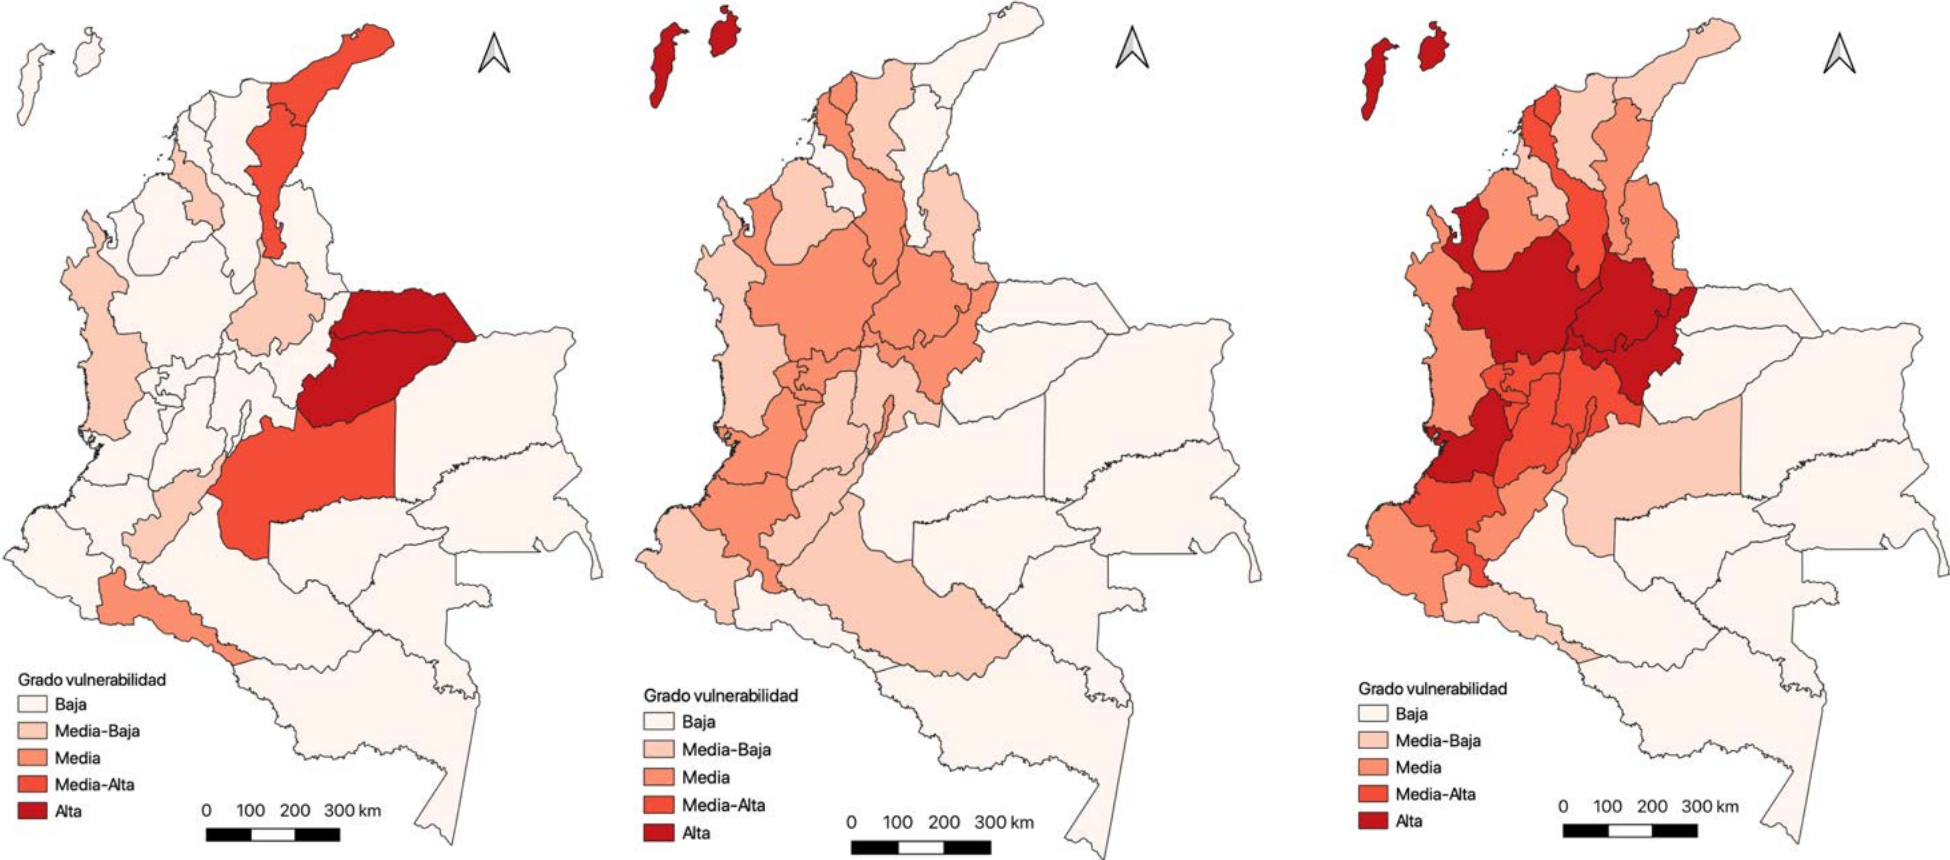 Grado vulnerabilidad
Baja
Media-Baja
Media
Media-Alta
Alta
0 100 200 300 km
Grado vulnerabilidad
Baja
Media-Baja
Media
Media-Alta
Alta
0 100 200 300 km
Grado vulnerabilidad
Baja
Media-Baja
Media
Media-Alta
Alta
0 100 200 300 km